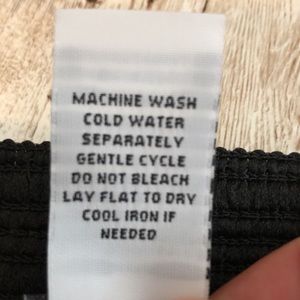 MACHINE WASH
COLD WATER
SEPARATELY
GENTLE CYCLE
DO NOT BLEACH
LAY FLAT TO DRY
COOL IRON IF
NEEDED